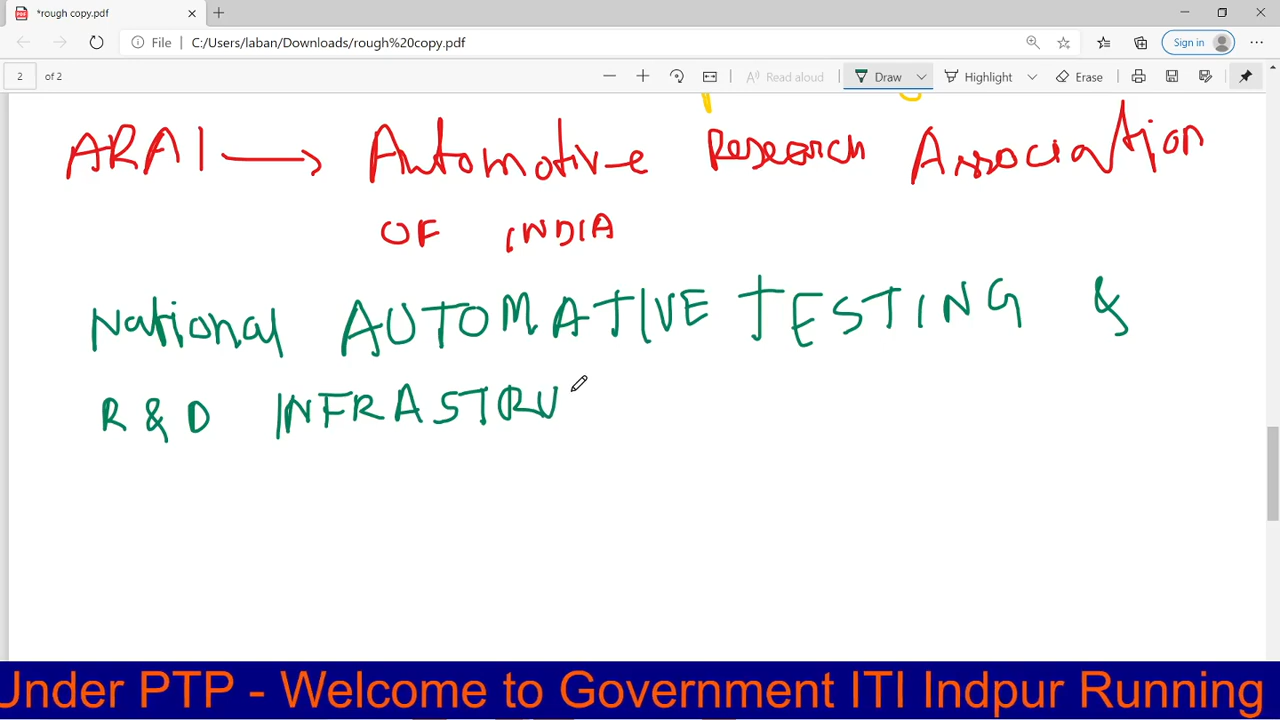 *rough copy.pdf
File C:/Users/laban/Downloads/rough%20copy.pdf Sign in
2 of 2 Read aloud Draw Highlight Erase
ARAI → Automotive Research Association
OF INDIA
National AUTOMATIVE TESTING &
R & D INFRASTRU
Under PTP - Welcome to Government ITI Indpur Running